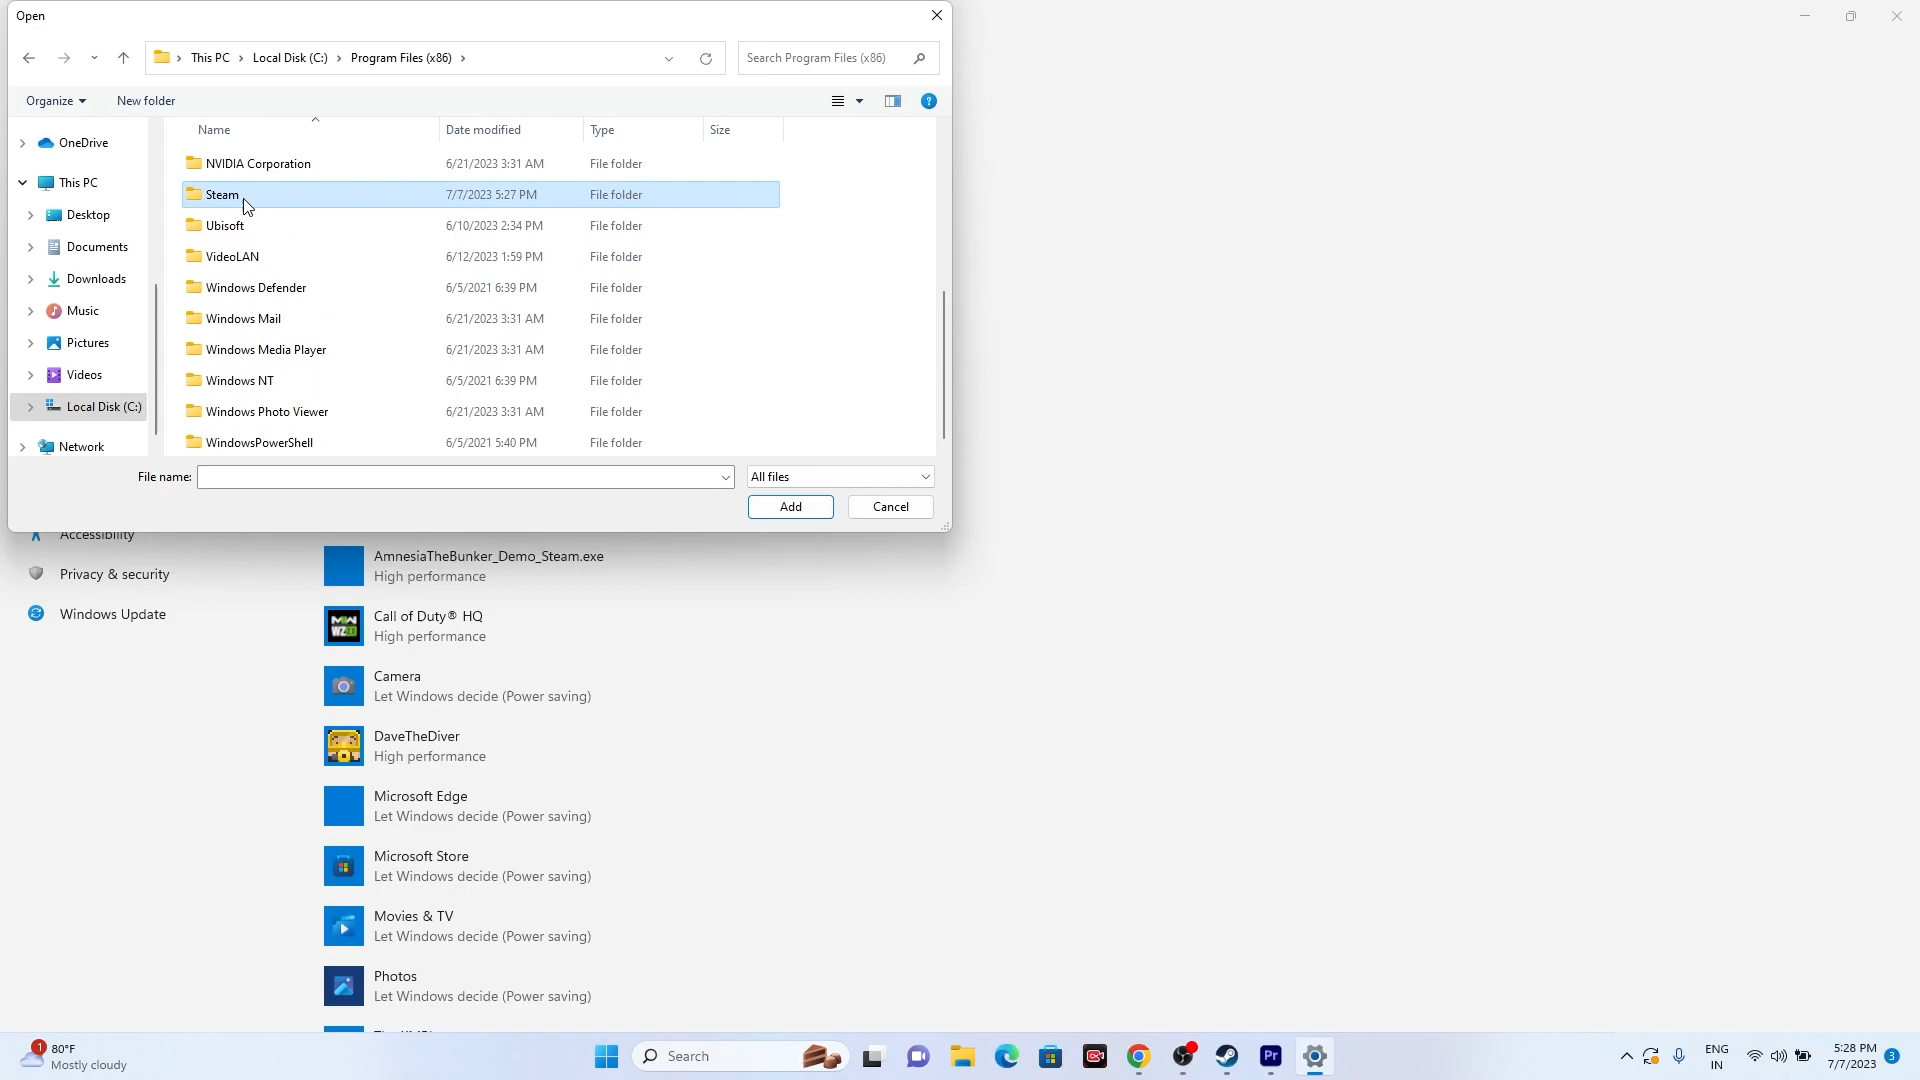 Open
This PC
Local Disk (C:)
Program Files (x86)
Search Program Files (x86)
Organize
New folder
?
Name
Date modified
Type
Size
OneDrive
This PC
Desktop
Documents
Downloads
Music
Pictures
Videos
Local Disk (C:)
Network
NVIDIA Corporation 6/21/2023 3:31 AM File folder
Steam 7/7/2023 5:27 PM File folder
Ubisoft 6/10/2023 2:34 PM File folder
VideoLAN 6/12/2023 1:59 PM File folder
Windows Defender 6/5/2021 6:39 PM File folder
Windows Mail 6/21/2023 3:31 AM File folder
Windows Media Player 6/21/2023 3:31 AM File folder
Windows NT 6/5/2021 6:39 PM File folder
Windows Photo Viewer 6/21/2023 3:31 AM File folder
WindowsPowerShell 6/5/2021 5:40 PM File folder
File name:
All files
Add
Cancel
Accessibility
Privacy & security
Windows Update
AmnesiaTheBunker_Demo_Steam.exe
High performance
MW
WZ2.0
Call of Duty® HQ
High performance
Camera
Let Windows decide (Power saving)
DaveTheDiver
High performance
Microsoft Edge
Let Windows decide (Power saving)
Microsoft Store
Let Windows decide (Power saving)
Movies & TV
Let Windows decide (Power saving)
Photos
Let Windows decide (Power saving)
1
80°F
Mostly cloudy
Search
Pr
ENG
IN
5:28 PM
7/7/2023
3